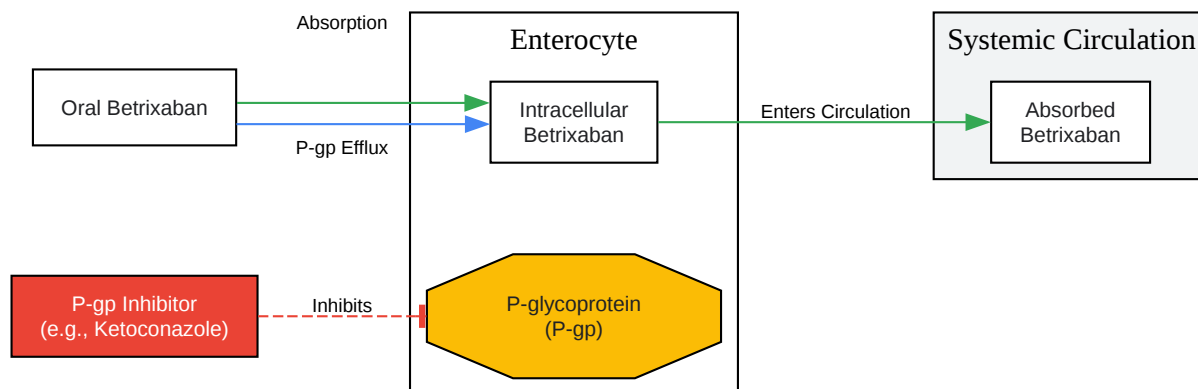 Absorption
Enterocyte
Systemic Circulation
Oral Betrixaban
Intracellular
Betrixaban
Enters Circulation
Absorbed
Betrixaban
P-gp Efflux
P-gp Inhibitor
(e.g., Ketoconazole)
Inhibits
P-glycoprotein
(P-gp)